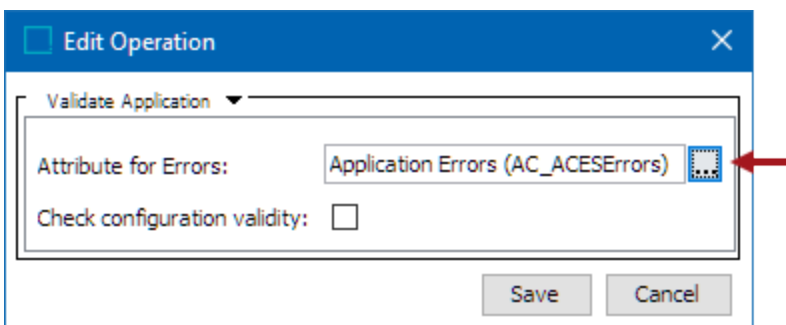 Edit Operation
Validate Application
Attribute for Errors: Application Errors (AC_ACESErrors) ...
Check configuration validity:
Save Cancel